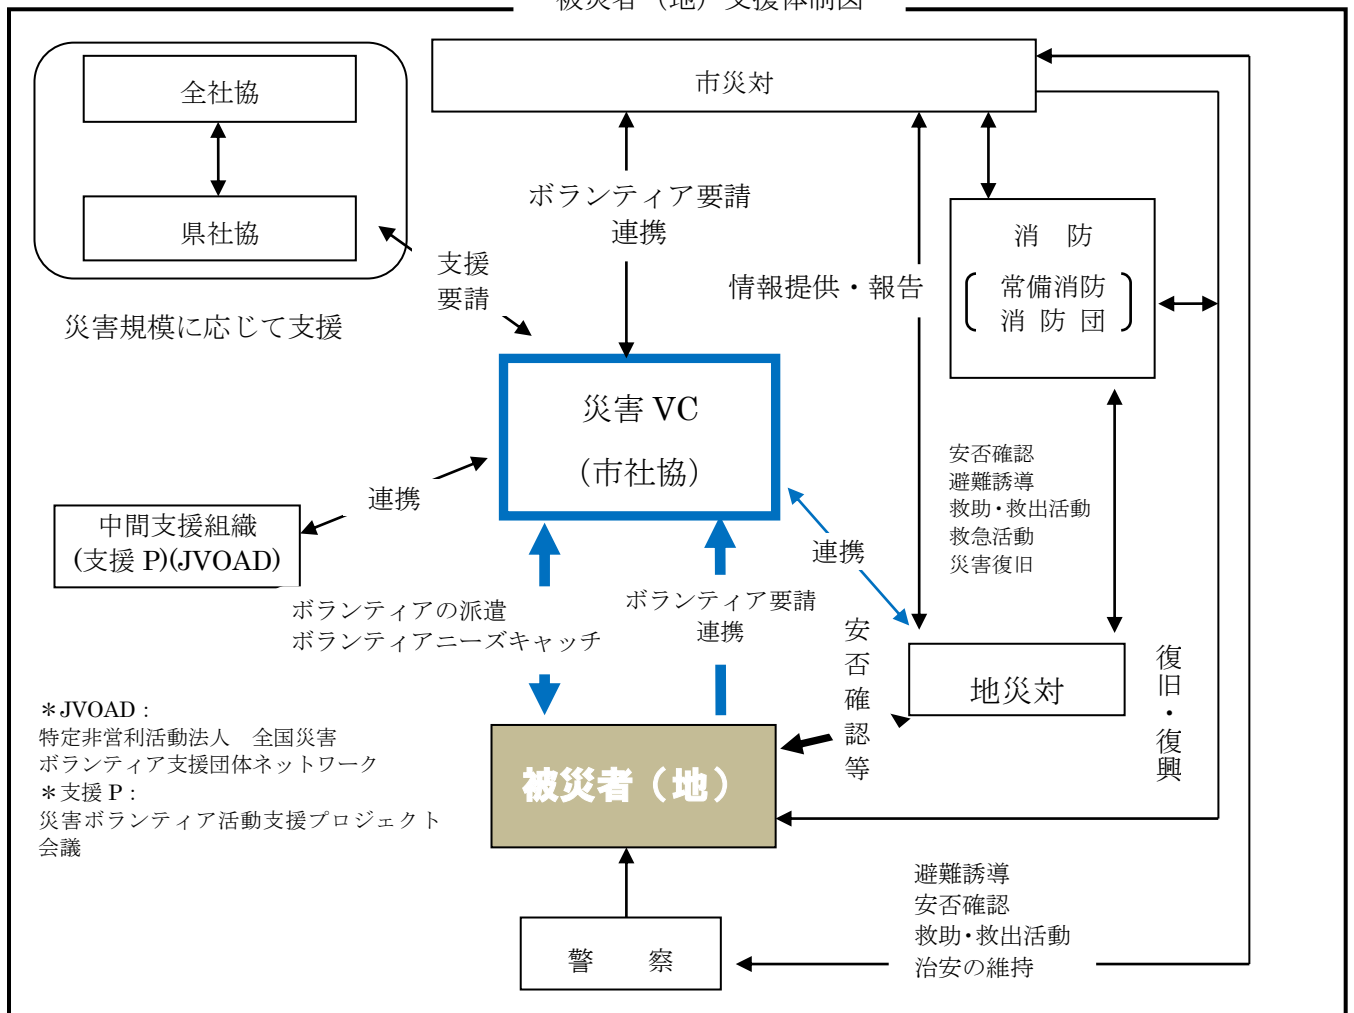 被災者（地）支援体制図
全社協
県社協
災害規模に応じて支援
市災対
ボランティア要請
連携
支援
要請
情報提供・報告
消　防
常備消防
消 防 団
災害 VC
（市社協）
連携
中間支援組織
(支援 P)(JVOAD)
連携
安否確認
避難誘導
救助・救出活動
救急活動
災害復旧
ボランティアの派遣
ボランティアニーズキャッチ
ボランティア要請
連携
安否確認等
地災対
復旧・復興
＊JVOAD：
特定非営利活動法人　全国災害
ボランティア支援団体ネットワーク
＊支援 P：
災害ボランティア活動支援プロジェクト
会議
被災者（地）
警　　察
避難誘導
安否確認
救助・救出活動
治安の維持